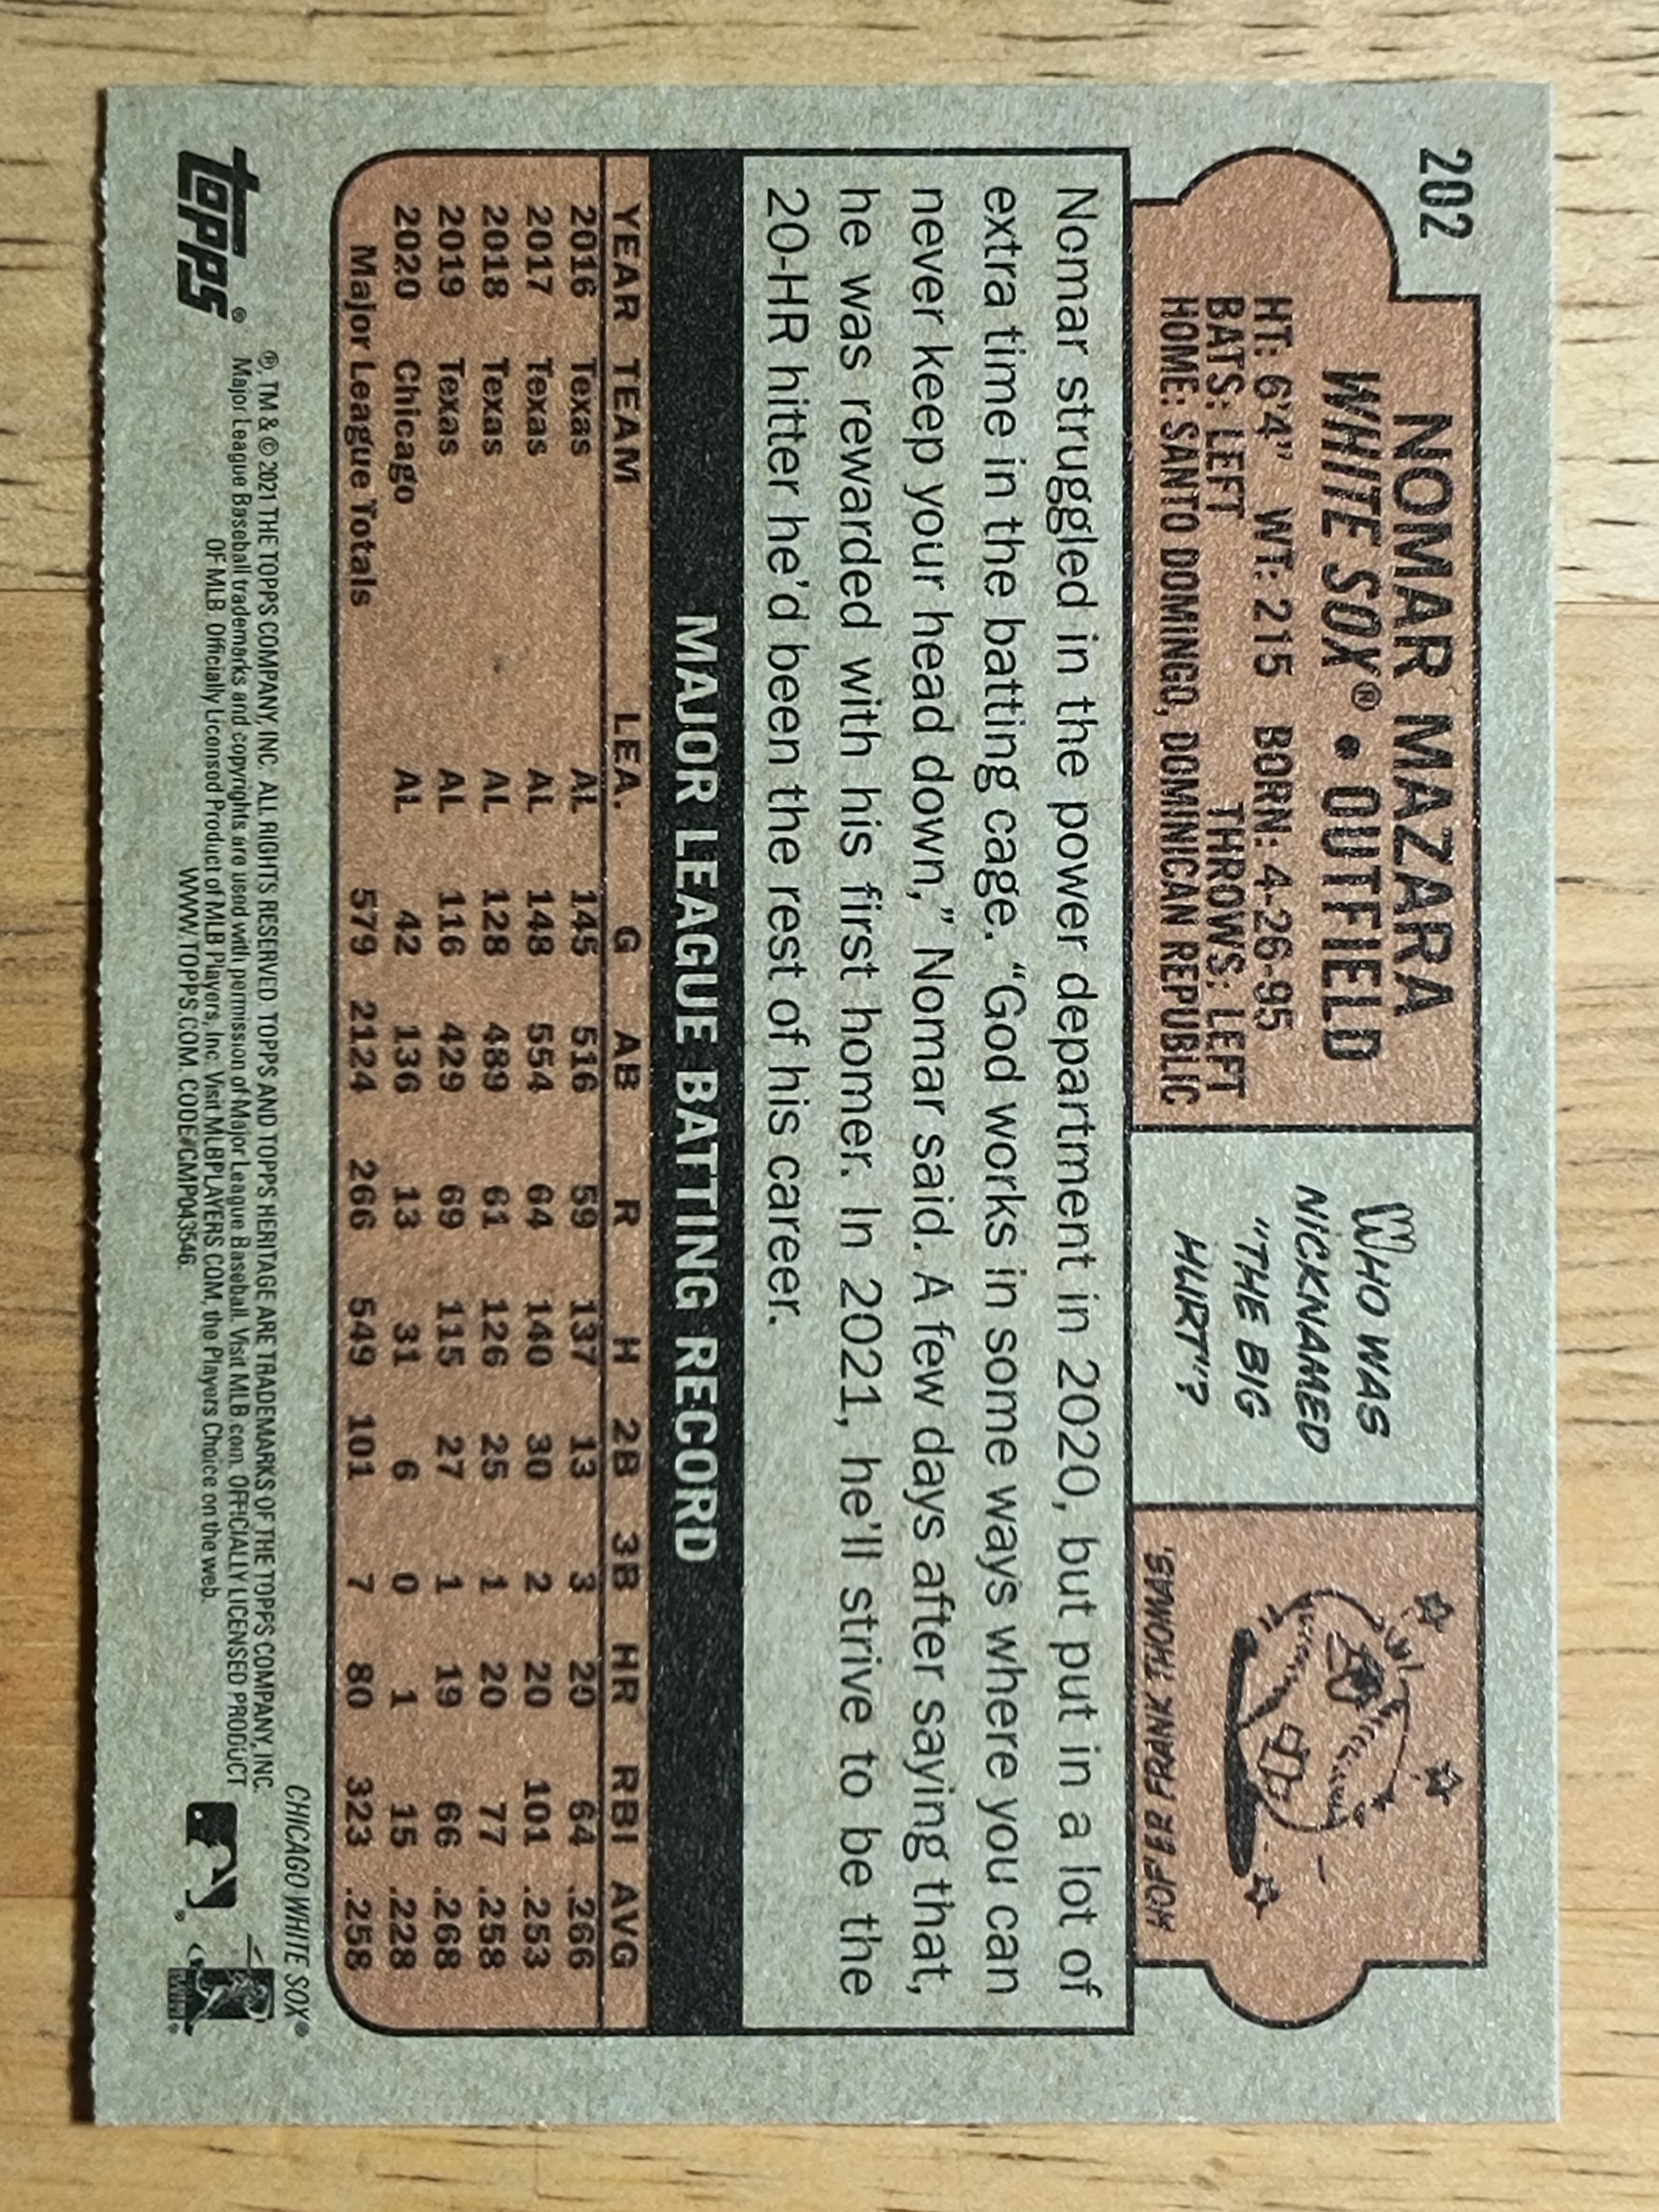 202
NOMAR MAZARA
WHITE SOX® • OUTFIELD
HT: 6'4" WT: 215 BORN: 4-26-95
BATS: LEFT THROWS: LEFT
HOME: SANTO DOMINGO, DOMINICAN REPUBLIC
WHO WAS
NICKNAMED
"THE BIG
HURT"?
HOF'ER FRANK THOMAS.
Nomar struggled in the power department in 2020, but put in a lot of
extra time in the batting cage. “God works in some ways where you can
never keep your head down,” Nomar said. A few days after saying that,
he was rewarded with his first homer. In 2021, he’ll strive to be the
20-HR hitter he’d been the rest of his career.
MAJOR LEAGUE BATTING RECORD
YEAR TEAM LEA. G AB R H 2B 3B HR RBI AVG
2016 Texas AL 145 516 59 137 13 3 20 64 .266
2017 Texas AL 148 554 64 140 30 2 20 101 .253
2018 Texas AL 128 489 61 126 25 1 20 77 .258
2019 Texas AL 116 429 69 115 27 1 19 66 .268
2020 Chicago AL 42 136 13 31 6 0 1 15 .228
Major League Totals 579 2124 266 549 101 7 80 323 .258
CHICAGO WHITE SOX®
topps®
®, TM & © 2021 THE TOPPS COMPANY, INC. ALL RIGHTS RESERVED. TOPPS AND TOPPS HERITAGE ARE TRADEMARKS OF THE TOPPS COMPANY, INC.
Major League Baseball trademarks and copyrights are used with permission of Major League Baseball. Visit MLB.com. OFFICIALLY LICENSED PRODUCT
OF MLB. Officially Licensed Product of MLB Players, Inc. Visit MLBPLAYERS.COM, the Players Choice on the web.
WWW.TOPPS.COM. CODE#CMP043546